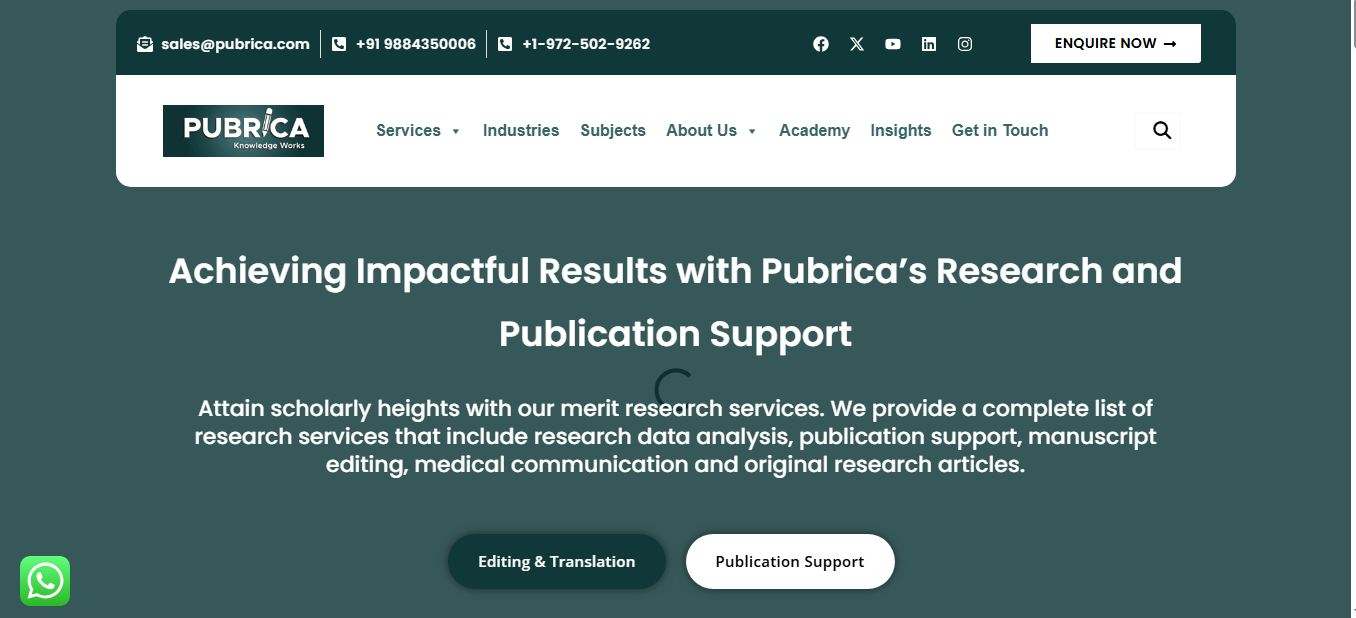 sales@pubrica.com
+91 9884350006
+1-972-502-9262
ENQUIRE NOW →
PUBRICA
Knowledge Works
Services ▾ Industries Subjects About Us ▾ Academy Insights Get in Touch
Achieving Impactful Results with Pubrica’s Research and
Publication Support
Attain scholarly heights with our merit research services. We provide a complete list of
research services that include research data analysis, publication support, manuscript
editing, medical communication and original research articles.
Editing & Translation
Publication Support